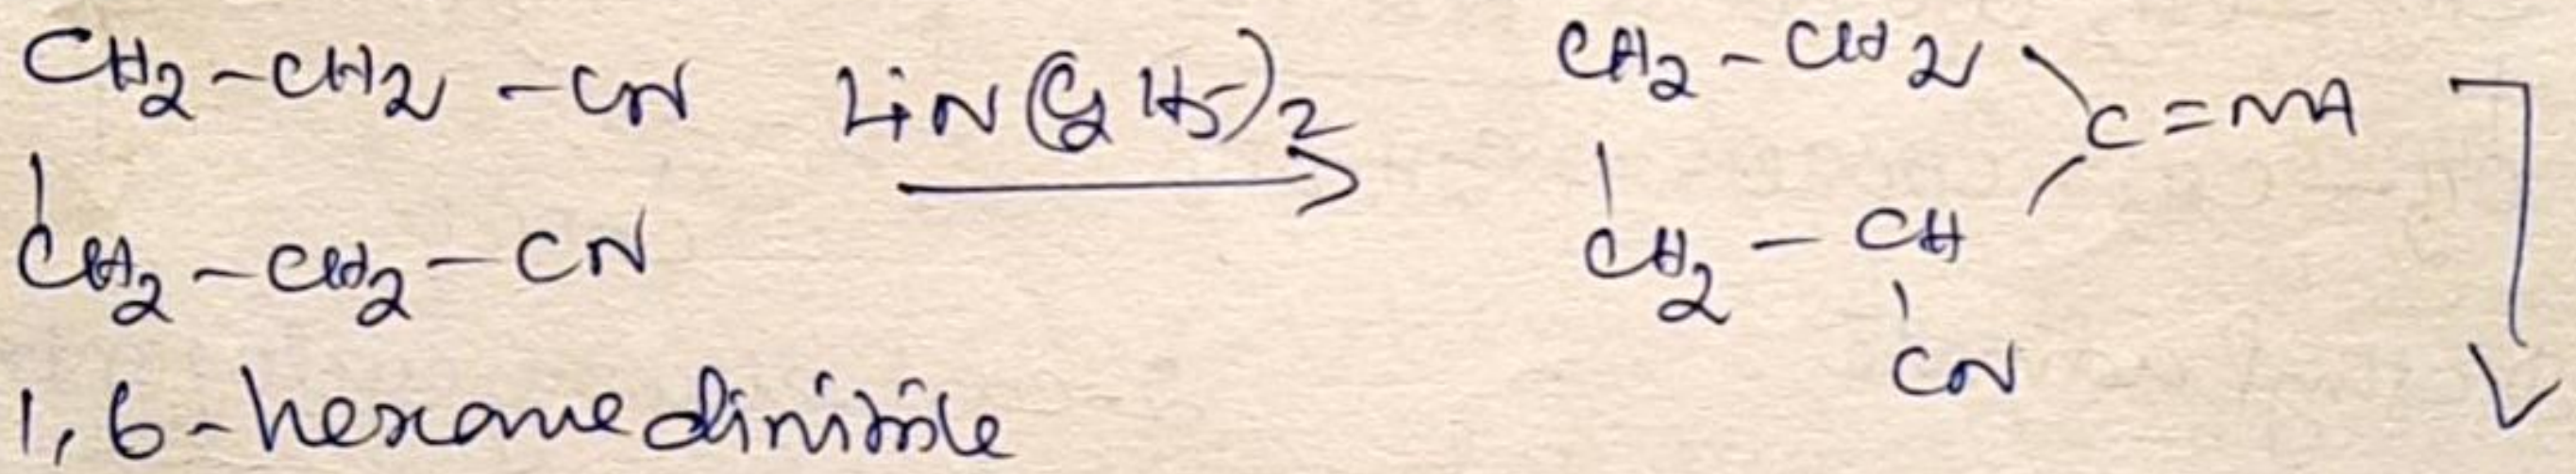 CH2-CH2-CN LiN(C2H5)2 CH2-CH2 C=NH
CH2-CH2-CN CH2-CH
CN
1,6-hexanedinitrile